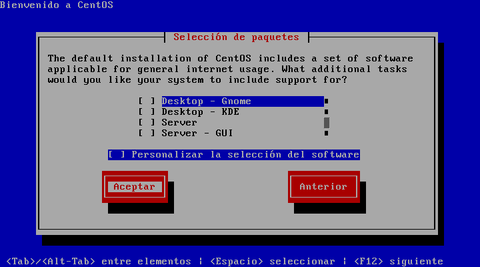 Bienvenido a CentOS
Selección de paquetes
The default installation of CentOS includes a set of software
applicable for general internet usage. What additional tasks
would you like your system to include support for?
[ ] Desktop - Gnome
[ ] Desktop - KDE
[ ] Server
[ ] Server - GUI
[ ] Personalizar la selección del software
Aceptar
Anterior
<Tab>/<Alt-Tab> entre elementos | <Espacio> seleccionar | <F12> siguiente